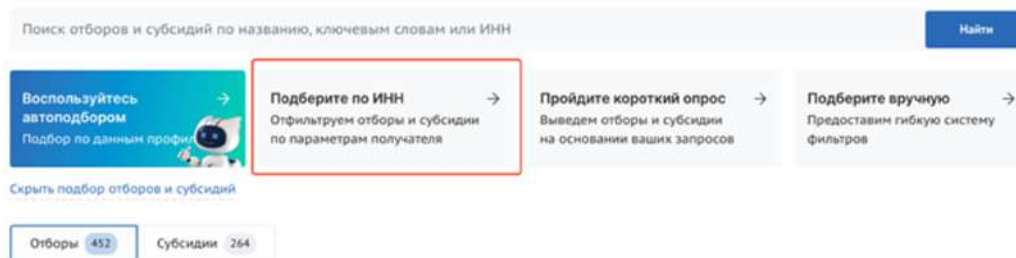 Поиск отборов и субсидий по названию, ключевым словам или ИНН
Найти
Воспользуйтесь
автоподбором
Подбор по данным
Подберите по ИНН
Отфильтруем отборы и субсидии
по параметрам получателя
Пройдите короткий опрос
Выведем отборы и субсидии
на основании ваших запросов
Подберите вручную
Предоставим гибкую систему
фильтров
Скрыть подбор отборов и субсидий
Отборы 452
Субсидии 264